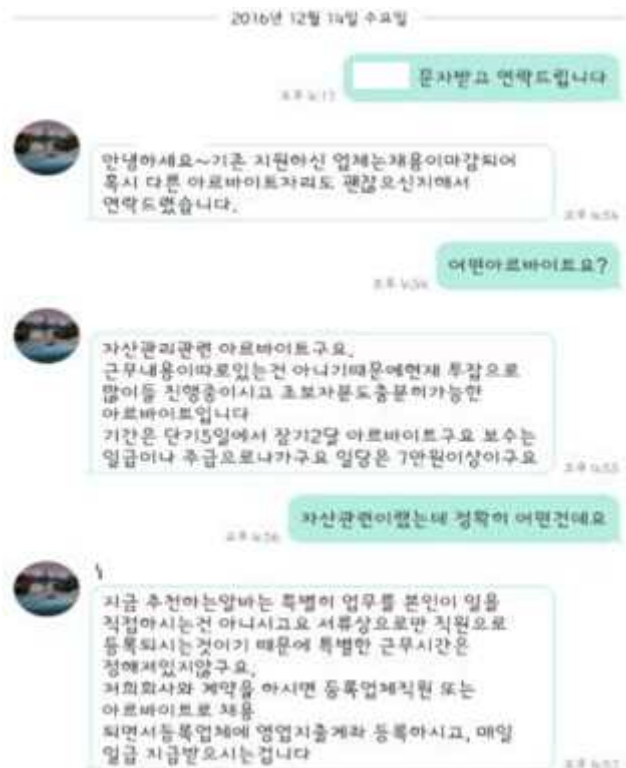 2016년 12월 14일 수요일
문자받고 연락드립니다
안녕하세요~기존 지원하신 업체는채용이마감되어
혹시 다른 아르바이트자리도 괜찮으신지해서
연락드렸습니다.
어떤아르바이트요?
자산관리관련 아르바이트구요.
근무내용이따로있는건 아니기때문에현재 투잡으로
많이들 진행중이시고 초보자분도충분히가능한
아르바이트입니다
기간은 단기5일에서 장기2달 아르바이트구요 보수는
일급이나 주급으로나가구요 일당은 7만원이상이구요
자산관련이랬는데 정확히 어떤건데요
지금 추천하는알바는 특별히 업무를 본인이 일을
직접하시는건 아니시고요 서류상으로만 직원으로
등록되시는것이기 때문에 특별한 근무시간은
정해져있지않구요.
저희회사와 계약을 하시면 등록업체직원 또는
아르바이트로 채용
되면서등록업체에 영업지출계좌 등록하시고, 매일
일급 지급받으시는겁니다